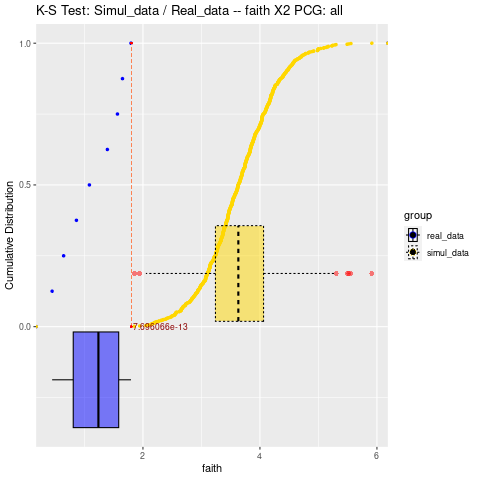 K-S Test: Simul_data / Real_data -- faith X2 PCG: all
Cumulative Distribution
1.0
0.5
0.0
7.696066e-13
2
4
6
faith
group
real_data
simul_data